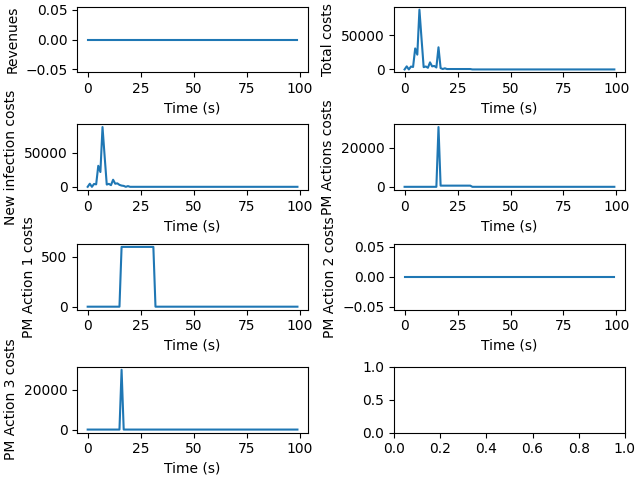 Revenues
0.05
0.00
−0.05
0 25 50 75 100
Time (s)
Total costs
50000
0
0 25 50 75 100
Time (s)
New infection costs
50000
0
0 25 50 75 100
Time (s)
PM Actions costs
20000
0
0 25 50 75 100
Time (s)
PM Action 1 costs
500
0
0 25 50 75 100
Time (s)
PM Action 2 costs
0.05
0.00
−0.05
0 25 50 75 100
Time (s)
PM Action 3 costs
20000
0
0 25 50 75 100
Time (s)
1.0
0.5
0.0
0.0 0.2 0.4 0.6 0.8 1.0